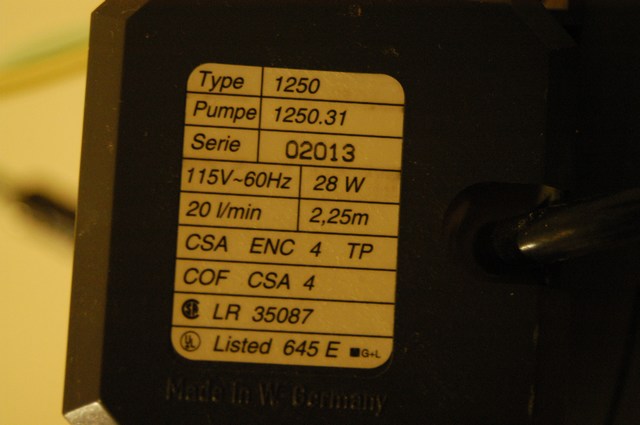 Type 1250
Pumpe 1250.31
Serie 02013
115V~60Hz 28 W
20 l/min 2,25m
CSA ENC 4 TP
COF CSA 4
LR 35087
UL Listed 645 E G+L
Made In W. Germany